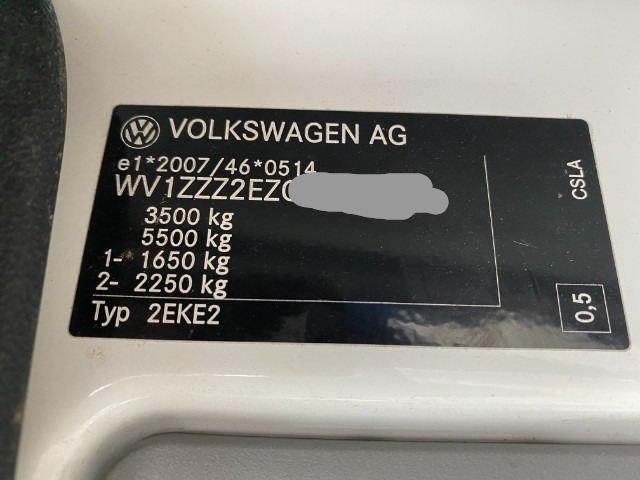 VOLKSWAGEN AG
e1*2007/46*0514
WV1ZZZ2EZ
3500 kg
5500 kg
1- 1650 kg
2- 2250 kg
Typ 2EKE2
CSLA
0,5